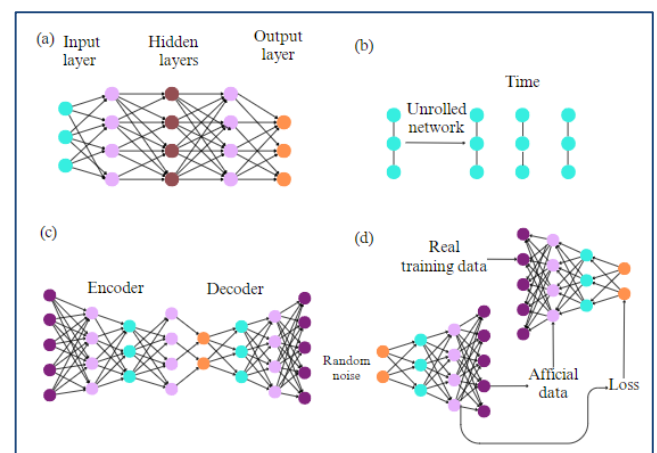 (a)
Input
layer
Hidden
layers
Output
layer
(b)
Time
Unrolled
network
(c)
Encoder
Decoder
(d)
Real
training data
Random
noise
Afficial
data
Loss